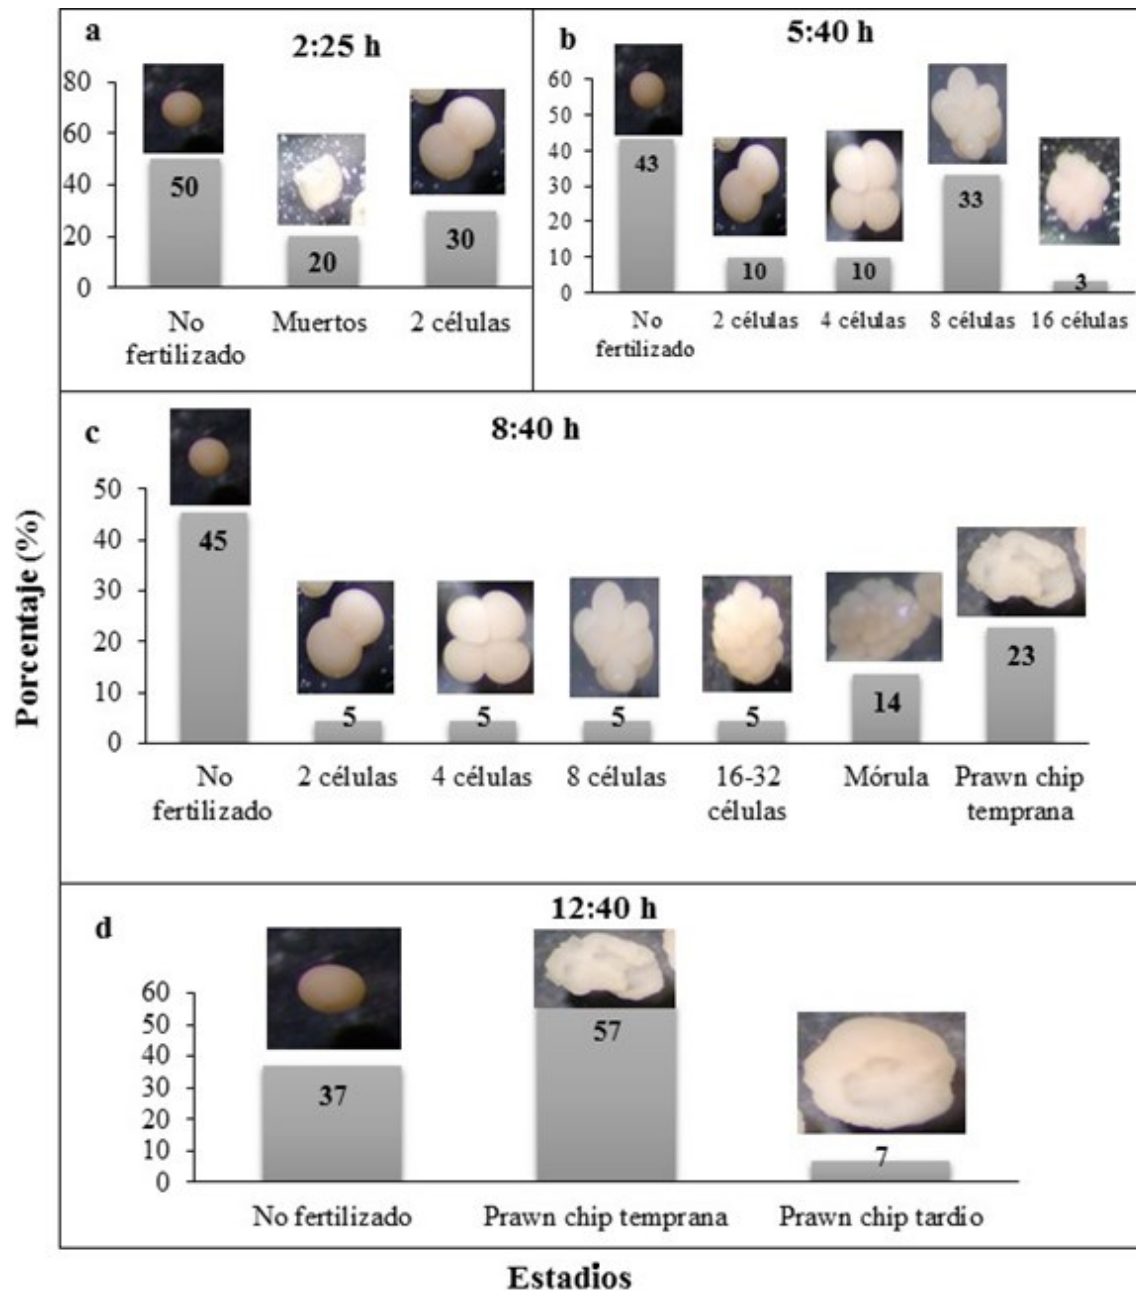 a
2:25 h
80
60
40
20
0
50
20
30
No fertilizado
Muertos
2 células
b
5:40 h
60
50
40
30
20
10
0
43
10
10
33
3
No fertilizado
2 células
4 células
8 células
16 células
Porcentaje (%)
c
8:40 h
50
40
30
20
10
0
45
5
5
5
5
14
23
No fertilizado
2 células
4 células
8 células
16-32 células
Mórula
Prawn chip temprana
d
12:40 h
60
50
40
30
20
10
0
37
57
7
No fertilizado
Prawn chip temprana
Prawn chip tardio
Estadios